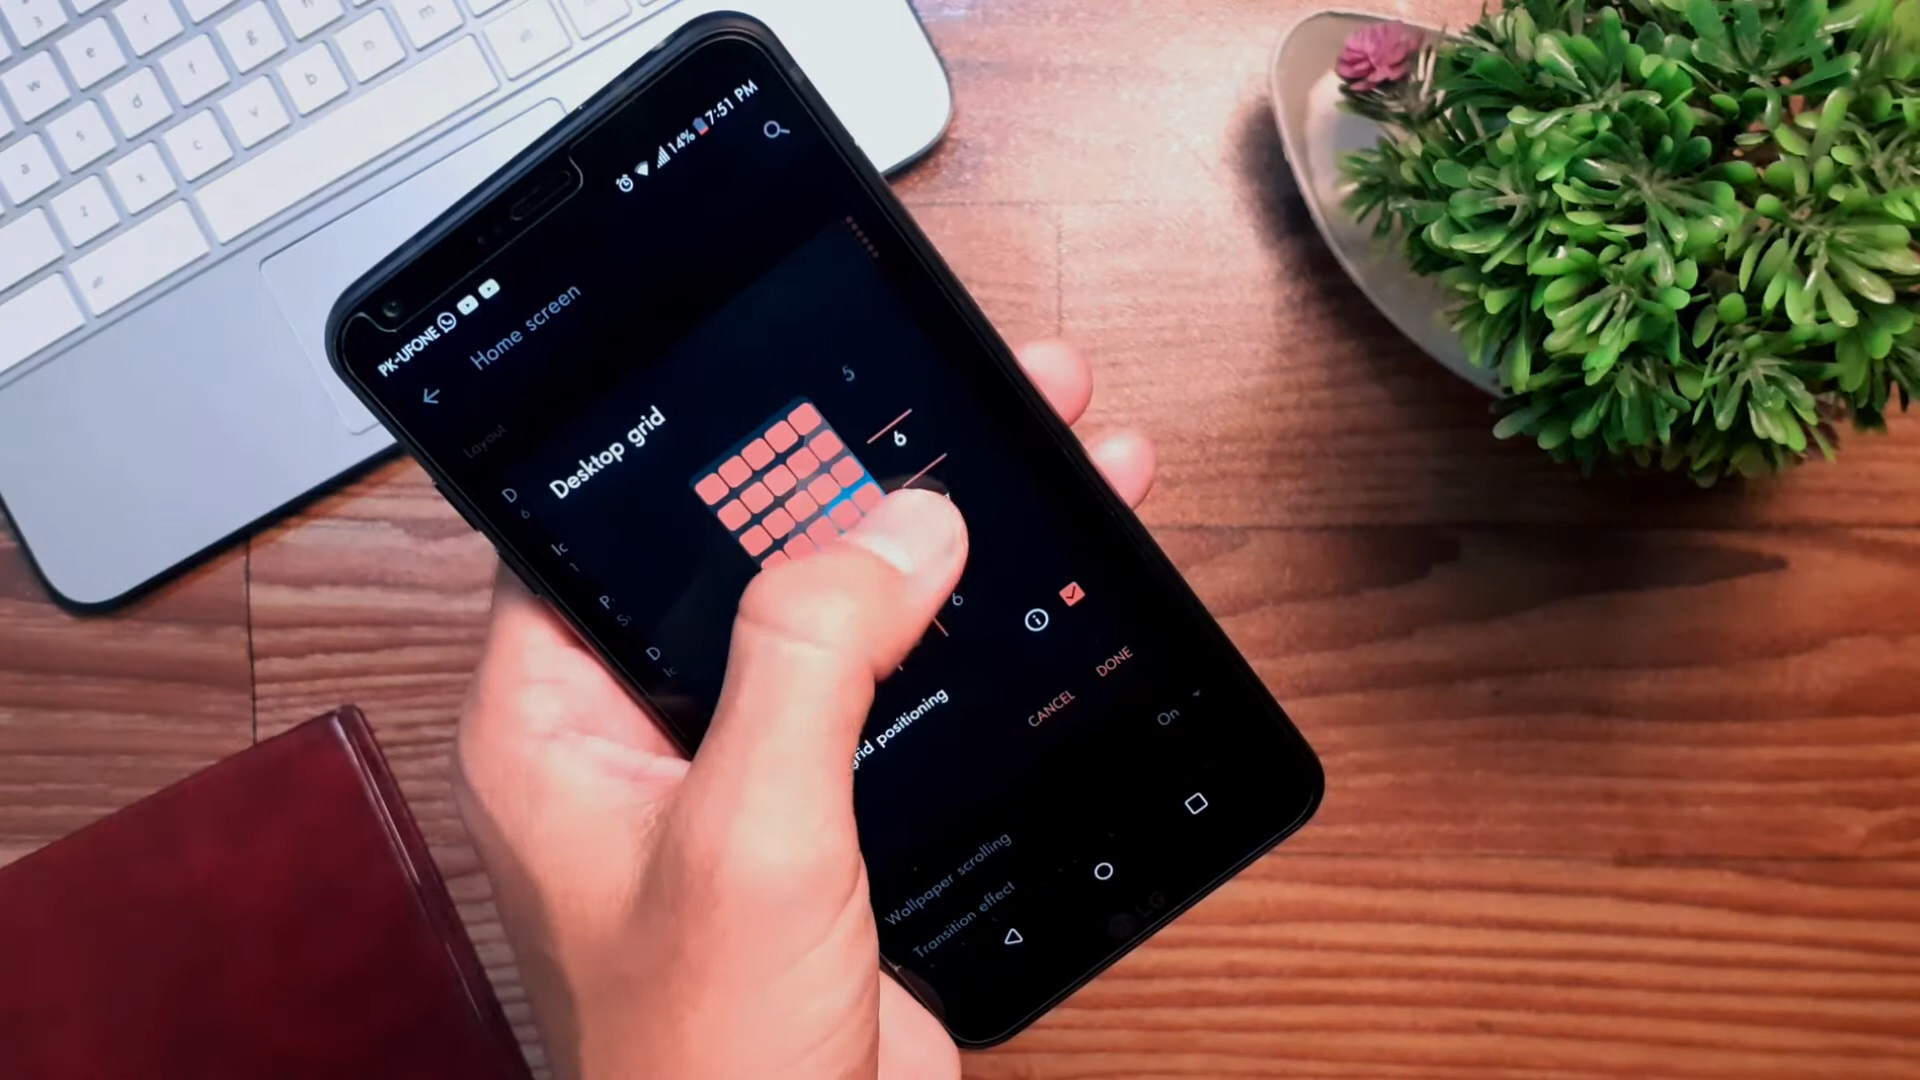 PK-UFONE
14% 7:51 PM
Home screen
Layout
D
6
Desktop grid
5
6
6
grid positioning
CANCEL
DONE
On
Wallpaper scrolling
Transition effect
LG
w
e
r
a
s
d
f
g
z
x
c
v
b
n
m